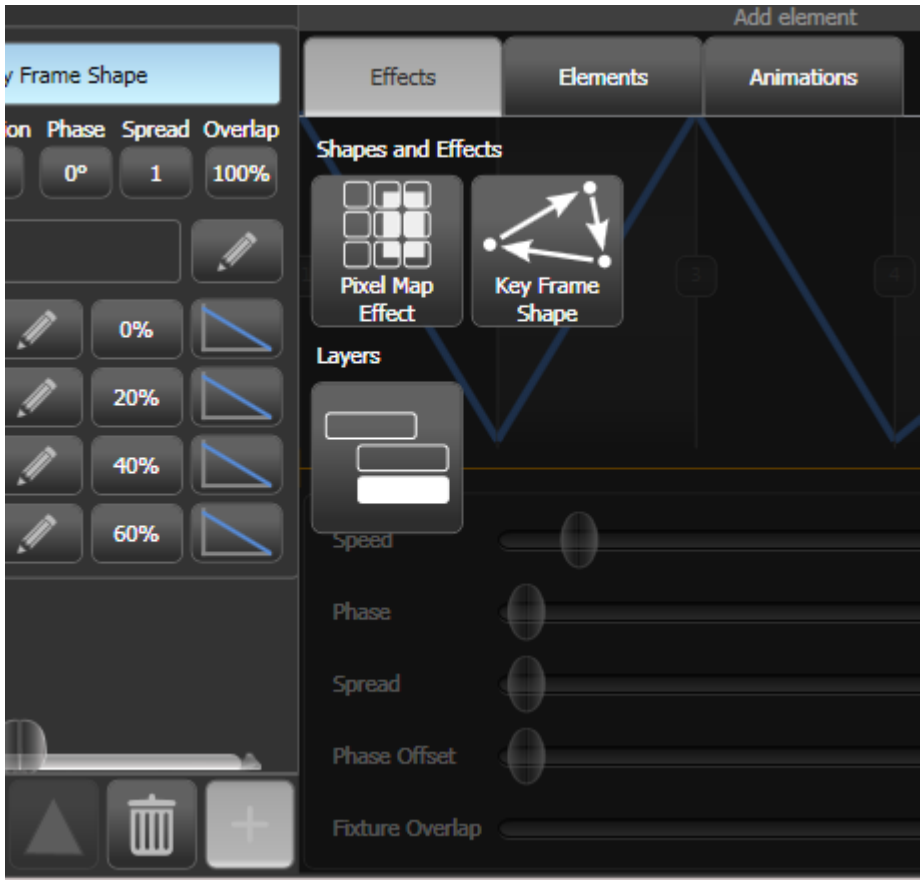 Add element
y Frame Shape
Effects
Elements
Animations
ion Phase Spread Overlap
0° 1 100%
Shapes and Effects
Pixel Map
Effect
Key Frame
Shape
3
4
0%
Layers
20%
40%
60%
Speed
Phase
Spread
Phase Offset
Fixture Overlap